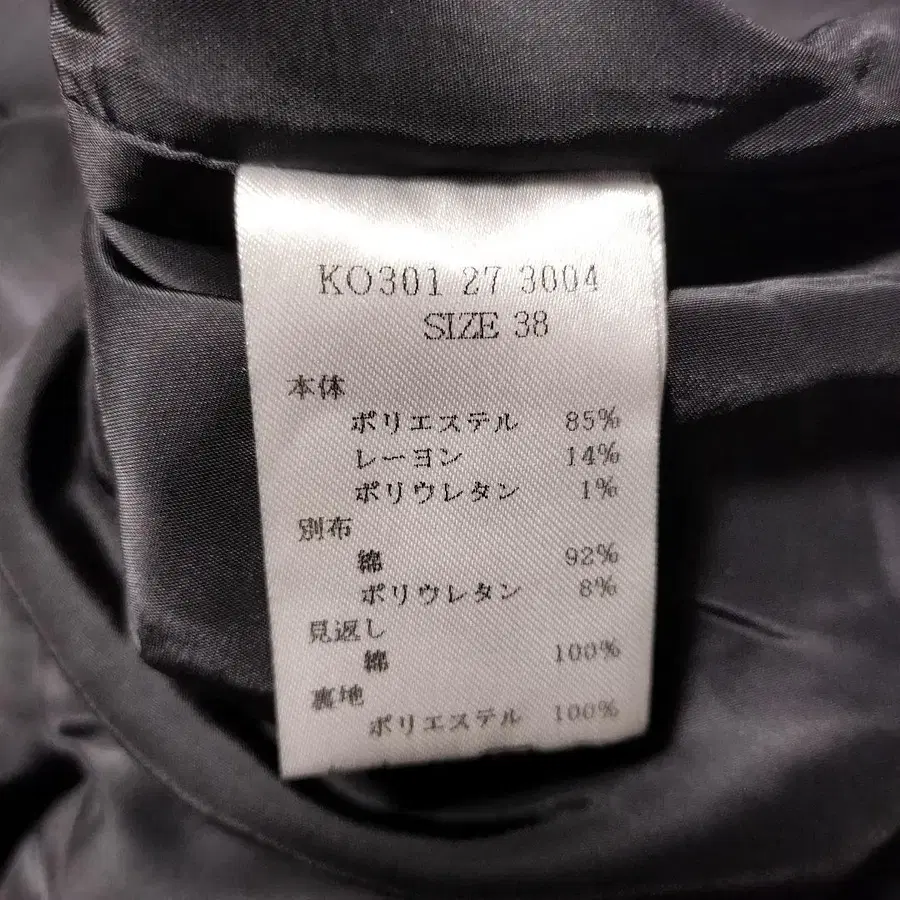 KO301 27 3004
SIZE 38
本体
ポリエステル 85%
レーヨン 14%
ポリウレタン 1%
別布
綿 92%
ポリウレタン 8%
見返し
綿 100%
裏地
ポリエステル 100%